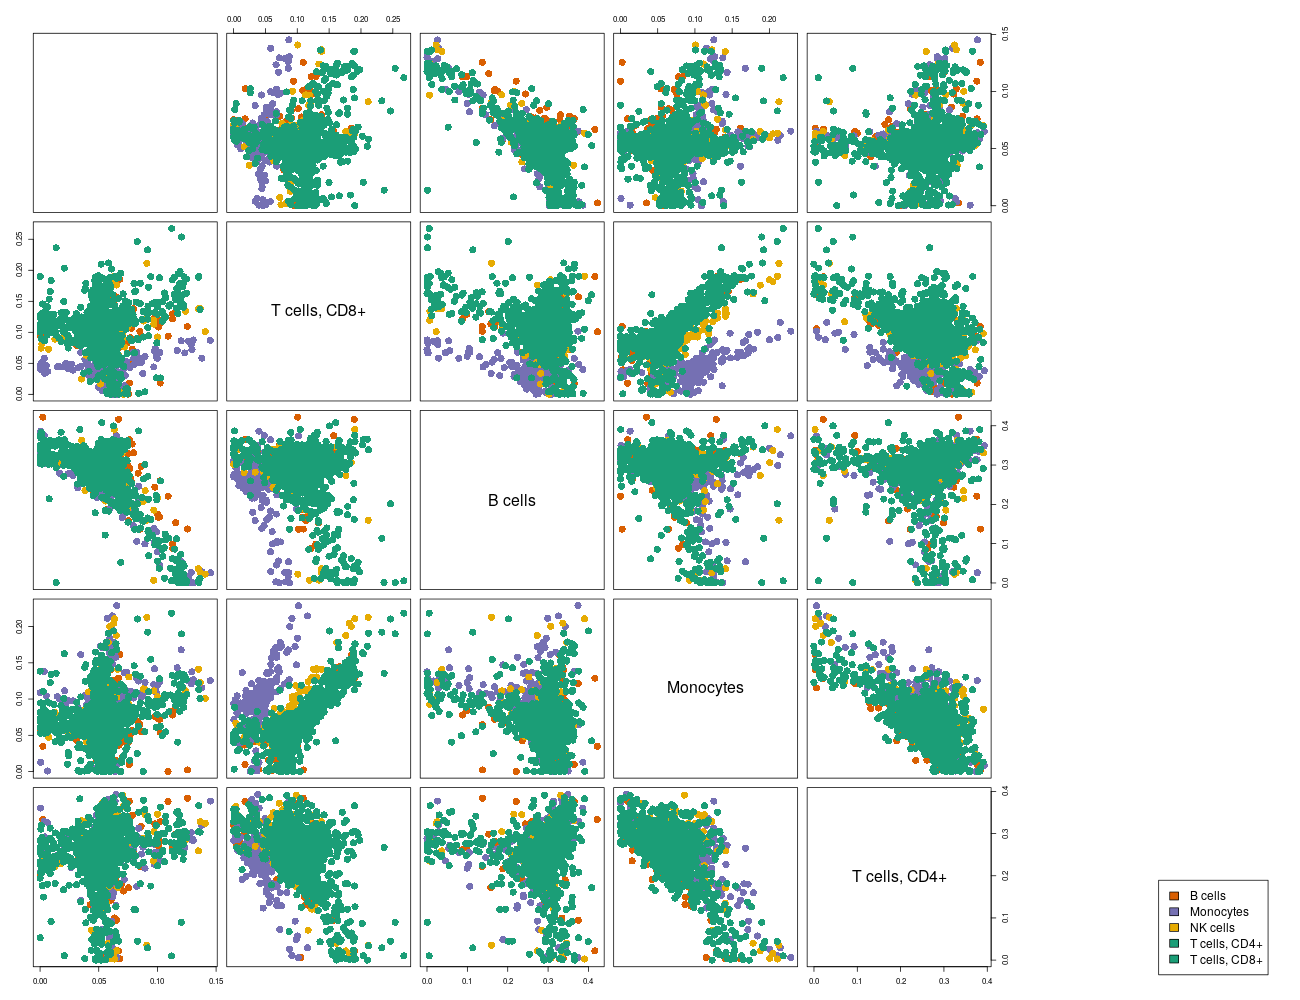 0.00 0.05 0.10 0.15 0.20 0.25 0.00 0.05 0.10 0.15 0.20
0.00 0.05 0.10 0.15
0.00 0.05 0.10 0.15 0.20 0.25
T cells, CD8+
B cells
0.0 0.1 0.2 0.3 0.4
0.00 0.05 0.10 0.15 0.20
Monocytes
T cells, CD4+
0.0 0.1 0.2 0.3 0.4
B cells
Monocytes
NK cells
T cells, CD4+
T cells, CD8+
0.00 0.05 0.10 0.15 0.0 0.1 0.2 0.3 0.4 0.0 0.1 0.2 0.3 0.4